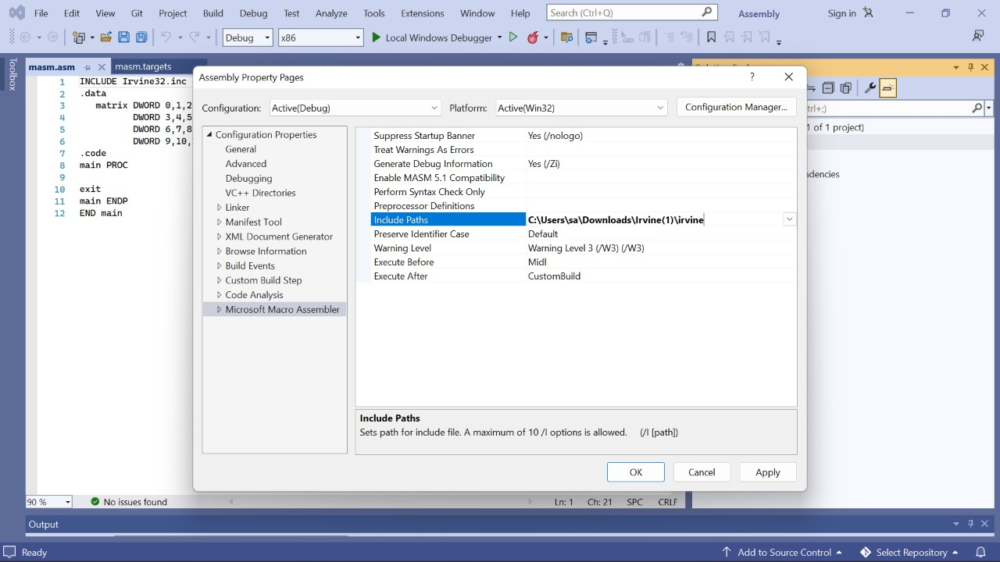 File Edit View Git Project Build Debug Test Analyze Tools Extensions Window Help Search (Ctrl+Q) Assembly Sign in
Debug x86 Local Windows Debugger
Toolbox
masm.asm masm.targets
1 INCLUDE Irvine32.inc
2 .data
3 matrix DWORD 0,1,2
4 DWORD 3,4,5
5 DWORD 6,7,8
6 DWORD 9,10,
7 .code
8 main PROC
9
10 exit
11 main ENDP
12 END main
Assembly Property Pages ?
Configuration: Active(Debug) Platform: Active(Win32) Configuration Manager...
Configuration Properties
General
Advanced
Debugging
VC++ Directories
Linker
Manifest Tool
XML Document Generator
Browse Information
Build Events
Custom Build Step
Code Analysis
Microsoft Macro Assembler
Suppress Startup Banner Yes (/nologo)
Treat Warnings As Errors
Generate Debug Information Yes (/Zi)
Enable MASM 5.1 Compatibility
Perform Syntax Check Only
Preprocessor Definitions
Include Paths C:\Users\sa\Downloads\Irvine(1)\irvine
Preserve Identifier Case Default
Warning Level Warning Level 3 (/W3) (/W3)
Execute Before Midl
Execute After CustomBuild
Include Paths
Sets path for include file. A maximum of 10 /I options is allowed. (/I [path])
OK Cancel Apply
trl+;)
1 of 1 project)
ndencies
90 % No issues found Ln: 1 Ch: 21 SPC CRLF
Output
Ready Add to Source Control Select Repository